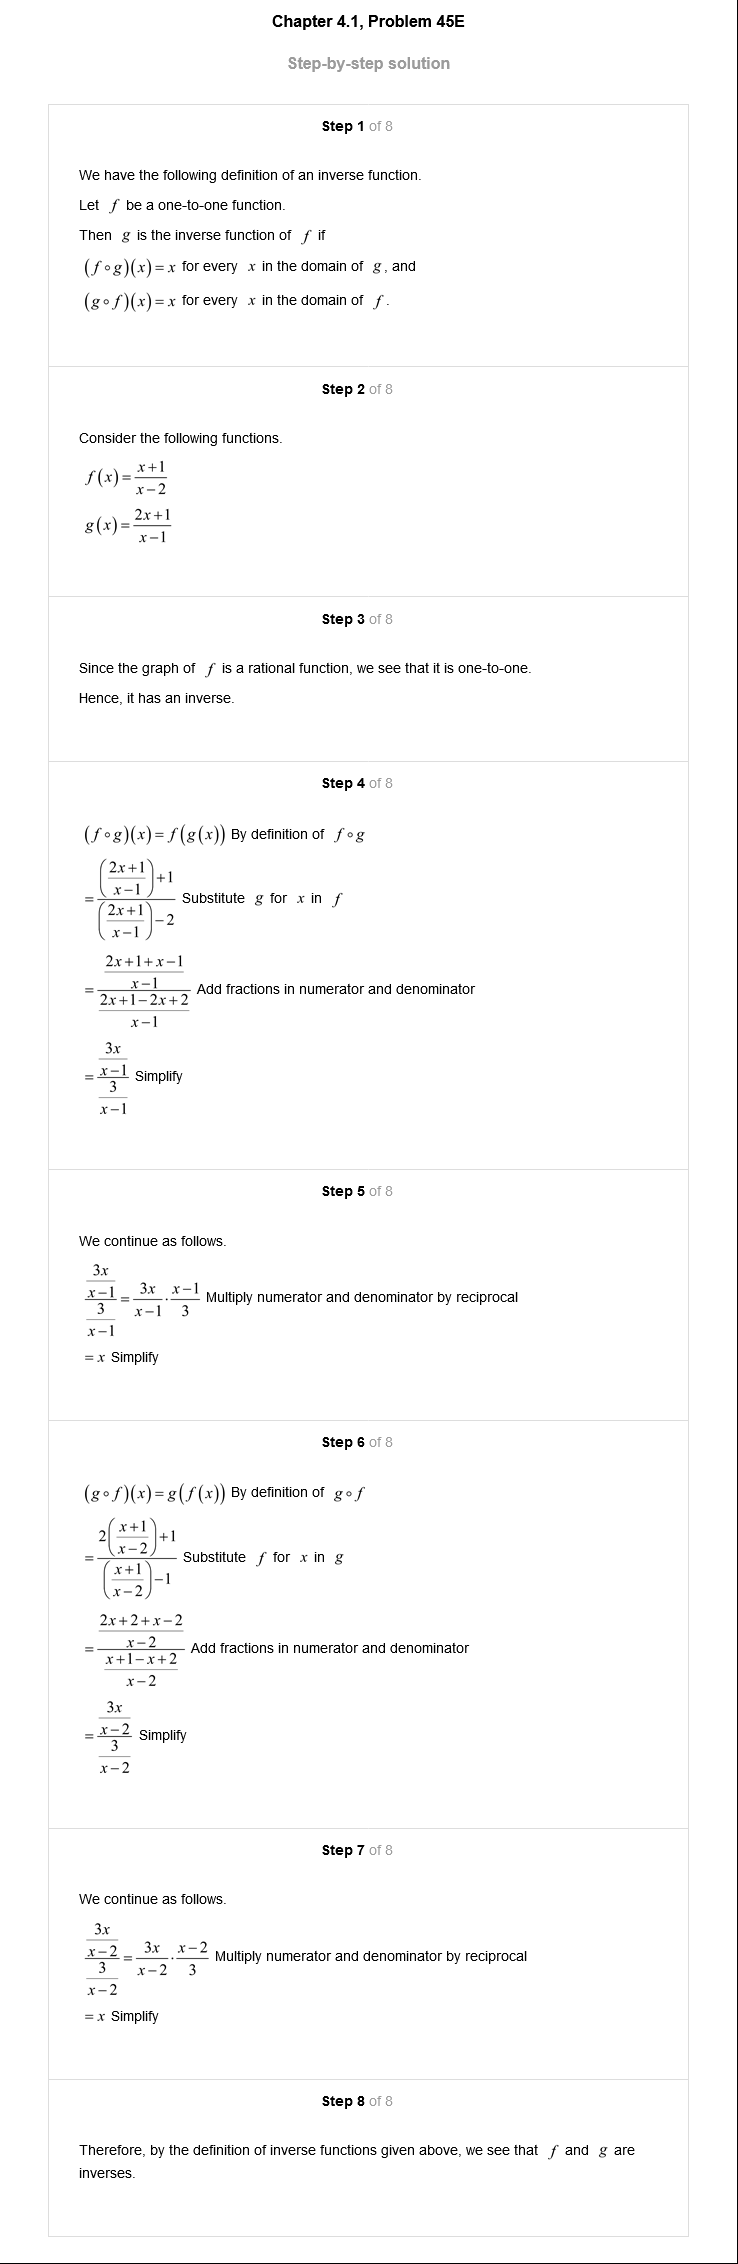 Chapter 4.1, Problem 45E
Step-by-step solution
Step 1 of 8
We have the following definition of an inverse function.
Let f be a one-to-one function.
Then g is the inverse function of f if
(f∘g)(x)=x for every x in the domain of g, and
(g∘f)(x)=x for every x in the domain of f.
Step 2 of 8
Consider the following functions.
f(x)=\frac{x+1}{x-2}
g(x)=\frac{2x+1}{x-1}
Step 3 of 8
Since the graph of f is a rational function, we see that it is one-to-one.
Hence, it has an inverse.
Step 4 of 8
(f∘g)(x)=f(g(x)) By definition of f∘g
=\frac{\left(\frac{2x+1}{x-1}\right)+1}{\left(\frac{2x+1}{x-1}\right)-2} Substitute g for x in f
=\frac{\frac{2x+1+x-1}{x-1}}{\frac{2x+1-2x+2}{x-1}} Add fractions in numerator and denominator
=\frac{\frac{3x}{x-1}}{\frac{3}{x-1}} Simplify
Step 5 of 8
We continue as follows.
\frac{\frac{3x}{x-1}}{\frac{3}{x-1}}=\frac{3x}{x-1}·\frac{x-1}{3} Multiply numerator and denominator by reciprocal
=x Simplify
Step 6 of 8
(g∘f)(x)=g(f(x)) By definition of g∘f
=\frac{2\left(\frac{x+1}{x-2}\right)+1}{\left(\frac{x+1}{x-2}\right)-1} Substitute f for x in g
=\frac{\frac{2x+2+x-2}{x-2}}{\frac{x+1-x+2}{x-2}} Add fractions in numerator and denominator
=\frac{\frac{3x}{x-2}}{\frac{3}{x-2}} Simplify
Step 7 of 8
We continue as follows.
\frac{\frac{3x}{x-2}}{\frac{3}{x-2}}=\frac{3x}{x-2}·\frac{x-2}{3} Multiply numerator and denominator by reciprocal
=x Simplify
Step 8 of 8
Therefore, by the definition of inverse functions given above, we see that f and g are
inverses.